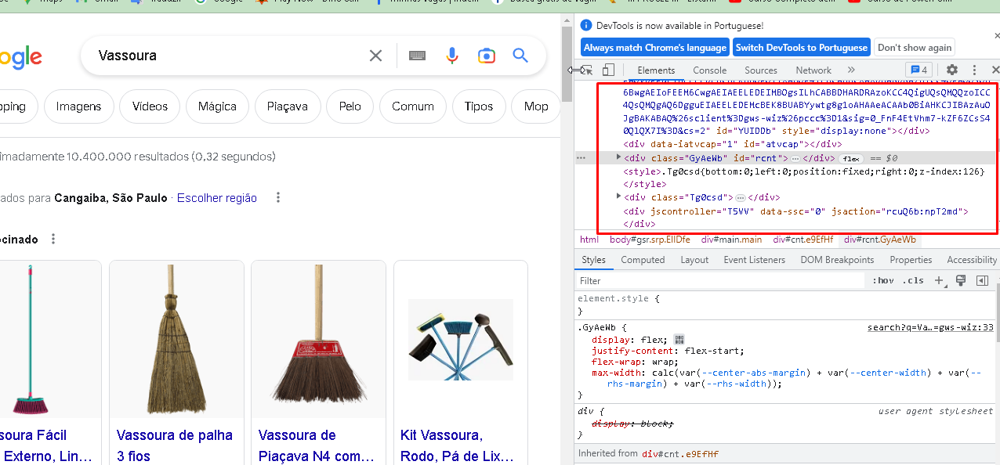 DevTools is now available in Portuguese!
Always match Chrome's language Switch DevTools to Portuguese Don't show again
ogle
Vassoura
Elements Console Sources Network » 4
pping Imagens Vídeos Mágica Piaçava Pelo Comum Tipos Mop
imadamente 10.400.000 resultados (0,32 segundos)
ados para Cangaiba, São Paulo · Escolher região
ocinado
soura Fácil
Externo, Lin...
Vassoura de palha
3 fios
Vassoura de
Piaçava N4 com...
Kit Vassoura,
Rodo, Pá de Lix...
JgBAKABAQ%26sclient%3Dgws-wiz%26pccc%3D1&sig=0_FnF4EtVhm7-kZF6ZCsS4
0QlQX7I%3D&cs=2" id="YUIDDb" style="display:none"></div>
<div data-iatvcap="1" id="atvcap"></div>
<div class="GyAeWb" id="rcnt"> … </div> flex == $0
<style>.Tg0csd{bottom:0;left:0;position:fixed;right:0;z-index:126}
</style>
<div class="Tg0csd"> … </div>
<div jscontroller="T5VV" data-ssc="0" jsaction="rcuQ6b:npT2md">
</div>
html body#gsr.srp.EIlDfe div#main.main div#cnt.e9EfHf div#rcnt.GyAeWb
Styles Computed Layout Event Listeners DOM Breakpoints Properties Accessibility
Filter :hov .cls +
element.style {
}
.GyAeWb { search?q=Va…=gws-wiz:33
display: flex;
justify-content: flex-start;
flex-wrap: wrap;
max-width: calc(var(--center-abs-margin) + var(--center-width) + var(--
rhs-margin) + var(--rhs-width));
}
div { user agent stylesheet
display: block;
}
Inherited from div#cnt.e9EfHf